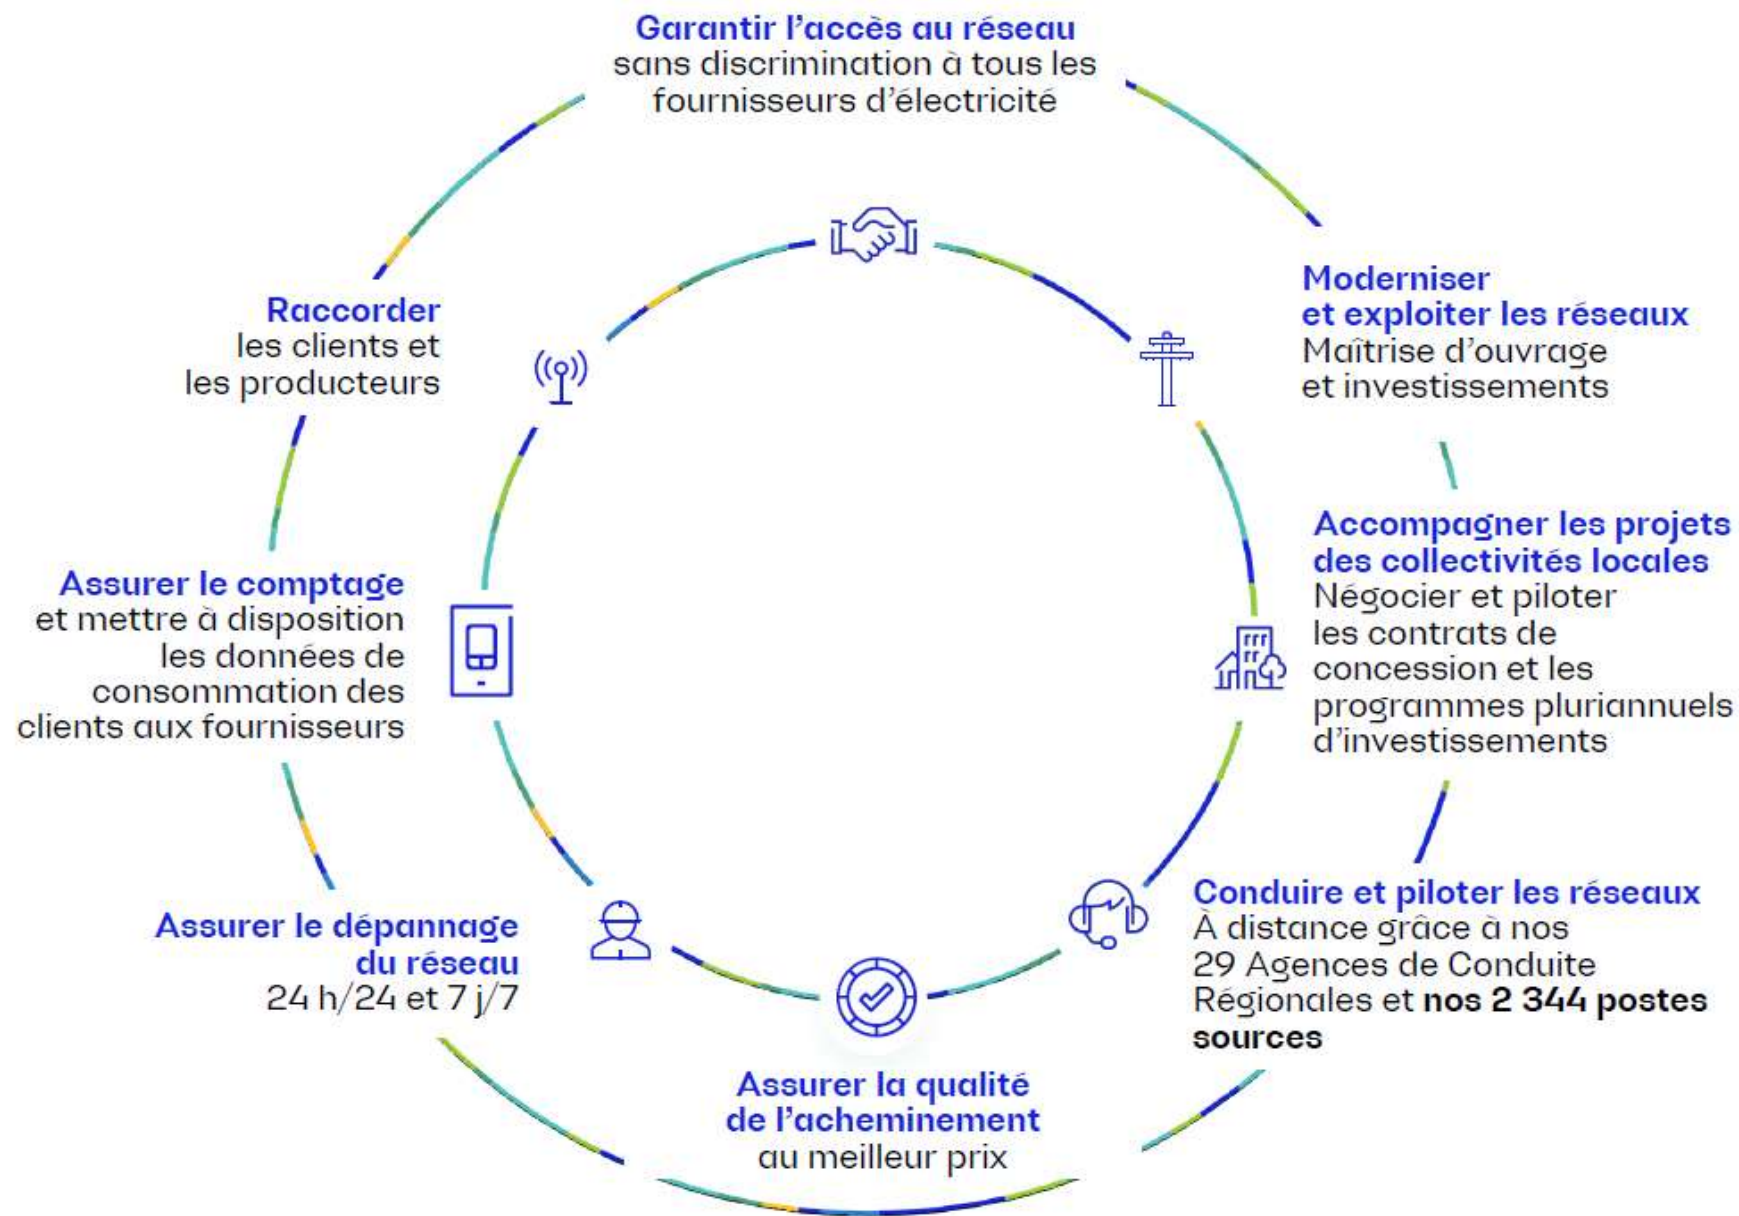 Garantir l'accès au réseau
sans discrimination à tous les
fournisseurs d'électricité
Moderniser
et exploiter les réseaux
Maîtrise d'ouvrage
et investissements
Accompagner les projets
des collectivités locales
Négocier et piloter
les contrats de
concession et les
programmes pluriannuels
d'investissements
Conduire et piloter les réseaux
À distance grâce à nos
29 Agences de Conduite
Régionales et nos 2 344 postes
sources
Assurer la qualité
de l'acheminement
au meilleur prix
Assurer le dépannage
du réseau
24 h/24 et 7 j/7
Assurer le comptage
et mettre à disposition
les données de
consommation des
clients aux fournisseurs
Raccorder
les clients et
les producteurs